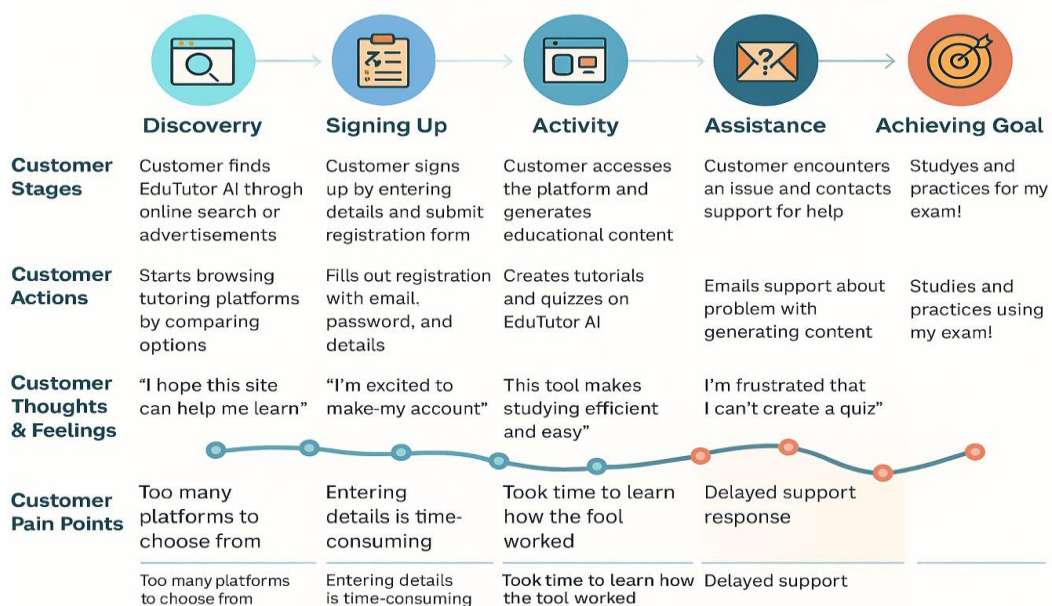 Discoverry
Signing Up
Activity
Assistance
Achieving Goal
Customer
Stages
Customer finds
EduTutor AI throgh
online search or
advertisements
Customer signs
up by entering
details and submit
registration form
Customer accesses
the platform and
generates
educational content
Customer encounters
an issue and contacts
support for help
Studyes and
practices for my
exam!
Customer
Actions
Starts browsing
tutoring platforms
by comparing
options
Fills out registration
with email.
password, and
details
Creates tutorials
and quizzes on
EduTutor AI
Emails support about
problem with
generating content
Studies and
practices using
my exam!
Customer
Thoughts
& Feelings
“I hope this site
can help me learn”
“I’m excited to
make-my account”
This tool makes
studying efficient
and easy”
I’m frustrated that
I can’t create a quiz”
Customer
Pain Points
Too many
platforms to
choose from
Entering
details is time-
consuming
Took time to learn
how the fool
worked
Delayed support
response
Too many platforms
to choose from
Entering details
is time-consuming
Took time to learn how
the tool worked
Delayed support